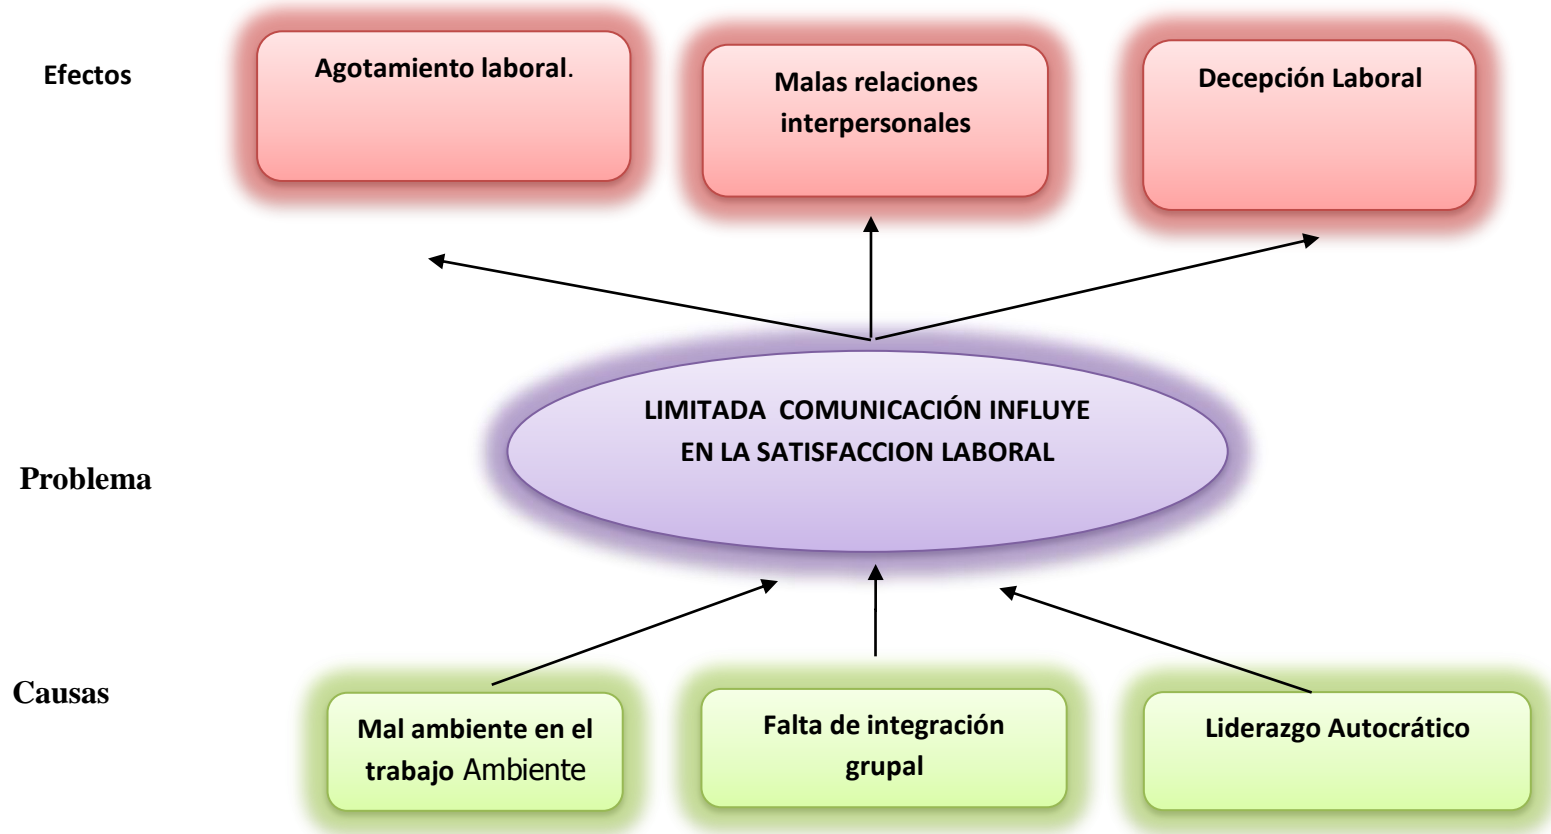 Efectos
Agotamiento laboral.
Malas relaciones
interpersonales
Decepción Laboral
LIMITADA  COMUNICACIÓN INFLUYE
EN LA SATISFACCION LABORAL
Problema
Causas
Mal ambiente en el
trabajo Ambiente
Falta de integración
grupal
Liderazgo Autocrático